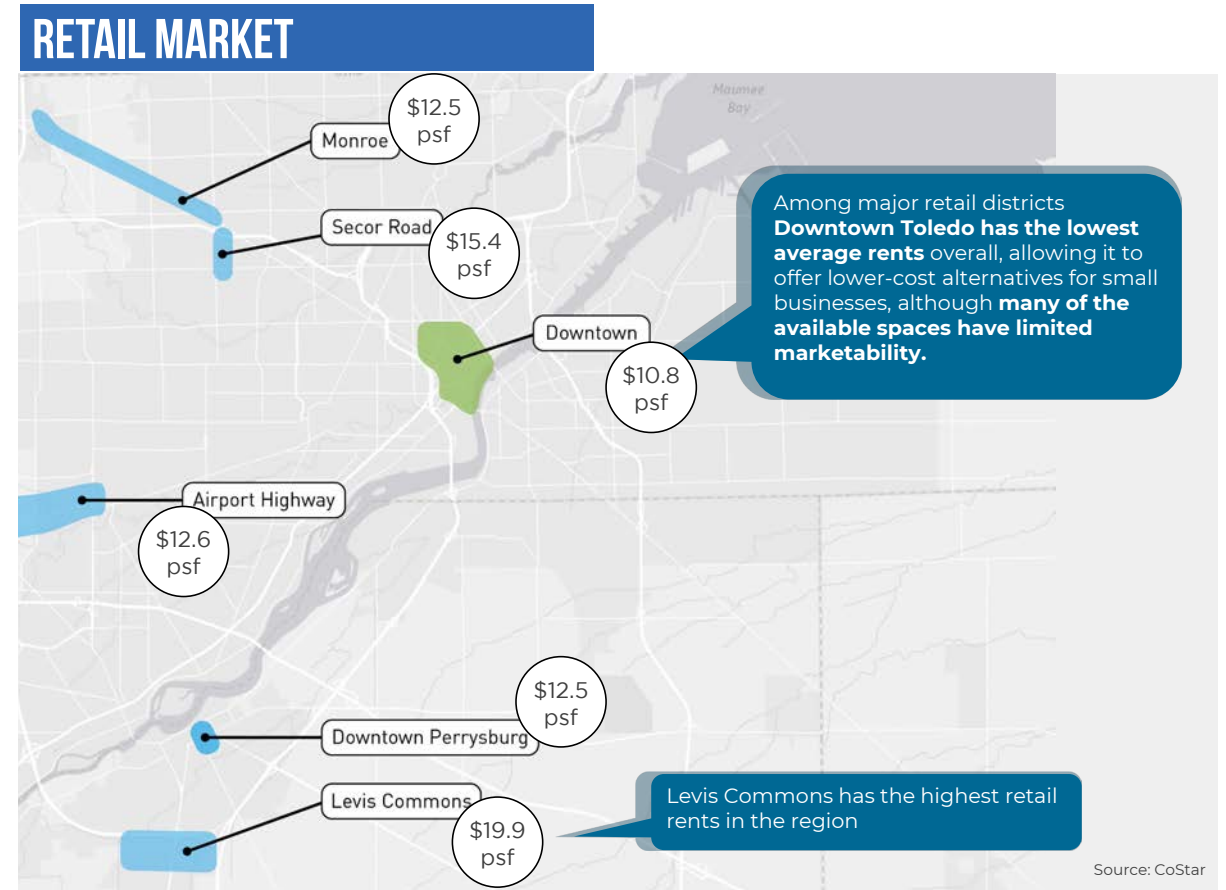 RETAIL MARKET
Maumee
Bay
$12.5
psf
Monroe
Secor Road
$15.4
psf
Among major retail districts
Downtown Toledo has the lowest
average rents overall, allowing it to
offer lower-cost alternatives for small
businesses, although many of the
available spaces have limited
marketability.
Downtown
$10.8
psf
Airport Highway
$12.6
psf
$12.5
psf
Downtown Perrysburg
Levis Commons
$19.9
psf
Levis Commons has the highest retail
rents in the region
Source: CoStar